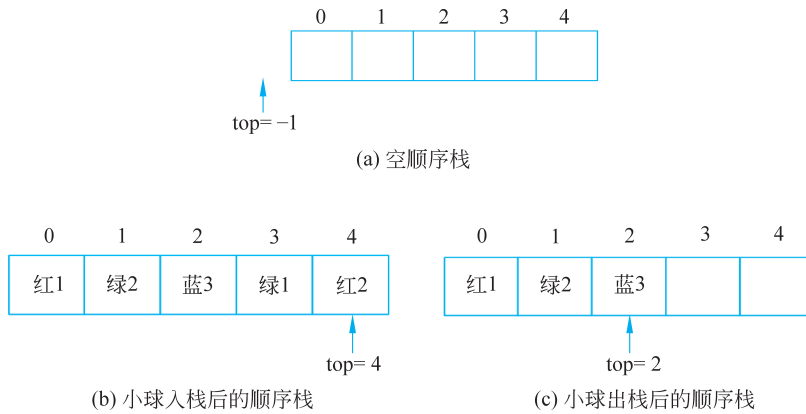 0 1 2 3 4
top= −1
(a) 空顺序栈
0 1 2 3 4
红1 绿2 蓝3 绿1 红2
top= 4
(b) 小球入栈后的顺序栈
0 1 2 3 4
红1 绿2 蓝3
top= 2
(c) 小球出栈后的顺序栈